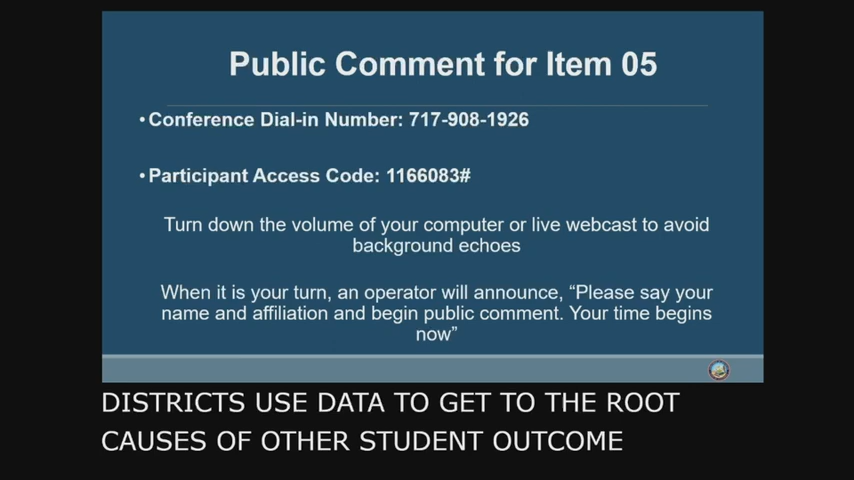 Public Comment for Item 05
•Conference Dial-in Number: 717-908-1926
•Participant Access Code: 1166083#
Turn down the volume of your computer or live webcast to avoid
background echoes
When it is your turn, an operator will announce, “Please say your
name and affiliation and begin public comment. Your time begins
now”
DISTRICTS USE DATA TO GET TO THE ROOT
CAUSES OF OTHER STUDENT OUTCOME